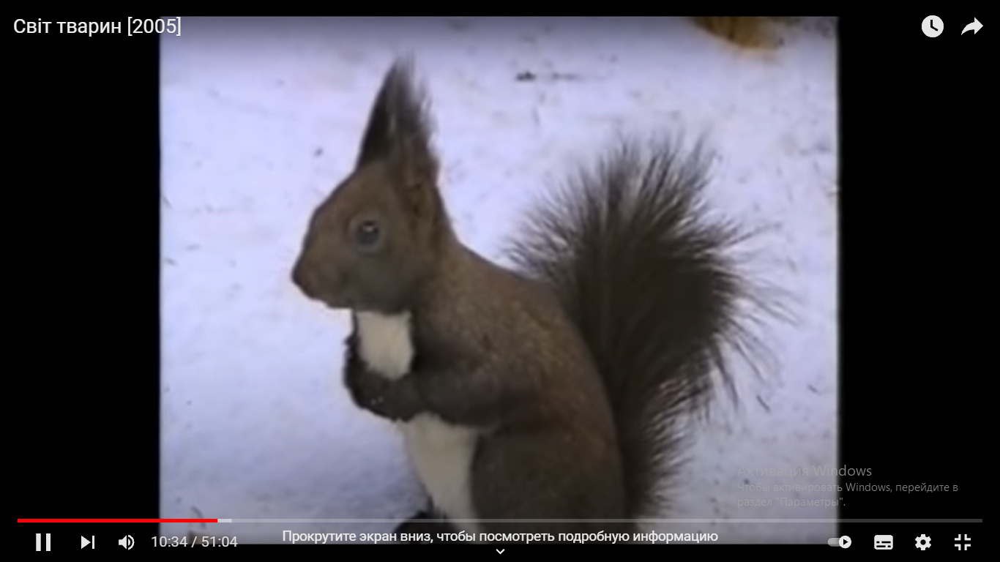 Світ тварин [2005]
Активация Windows
Чтобы активировать Windows, перейдите в
раздел "Параметры".
10:34 / 51:04
Прокрутите экран вниз, чтобы посмотреть подробную информацию